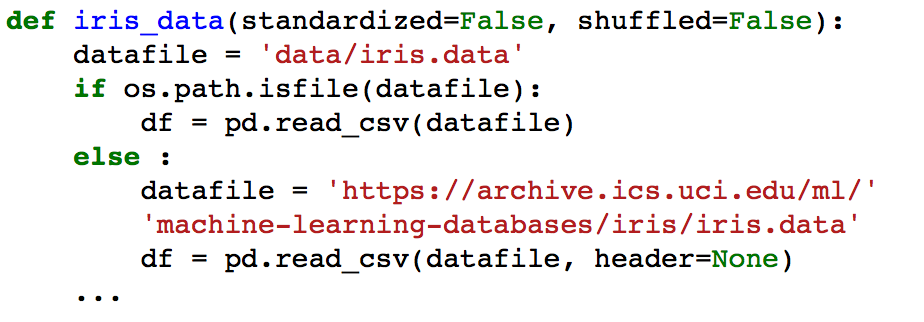 def iris_data(standardized=False, shuffled=False):
    datafile = 'data/iris.data'
    if os.path.isfile(datafile):
        df = pd.read_csv(datafile)
    else :
        datafile = 'https://archive.ics.uci.edu/ml/'
        'machine-learning-databases/iris/iris.data'
        df = pd.read_csv(datafile, header=None)
    ...